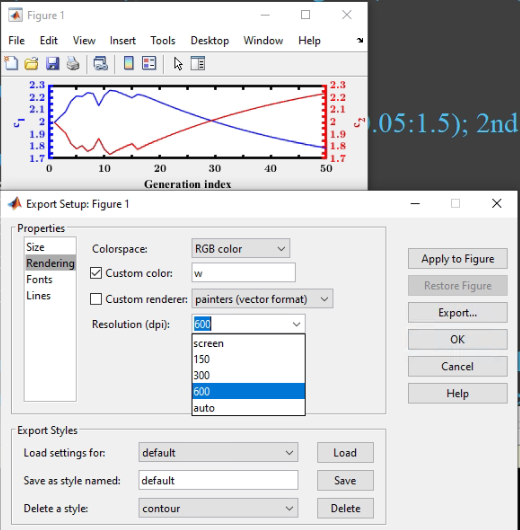 Figure 1
File Edit View Insert Tools Desktop Window Help
2.3 2.3
2.2 2.2
2.1 2.1
c1 2 2 c2
1.9 1.9
1.8 1.8
1.7 1.7
0 10 20 30 40 50
Generation index
.05:1.5); 2nd
Export Setup: Figure 1
Properties
Size
Rendering
Fonts
Lines
Colorspace: RGB color
Custom color: w
Custom renderer: painters (vector format)
Resolution (dpi): 600
screen
150
300
600
auto
Apply to Figure
Restore Figure
Export...
OK
Cancel
Help
Export Styles
Load settings for: default Load
Save as style named: default Save
Delete a style: contour Delete